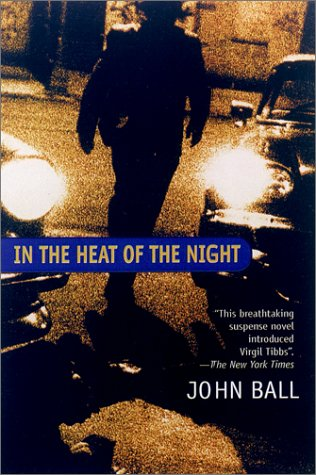 IN THE HEAT OF THE NIGHT
"This breathtaking
suspense novel
introduced
Virgil Tibbs".
—The New York Times
JOHN BALL